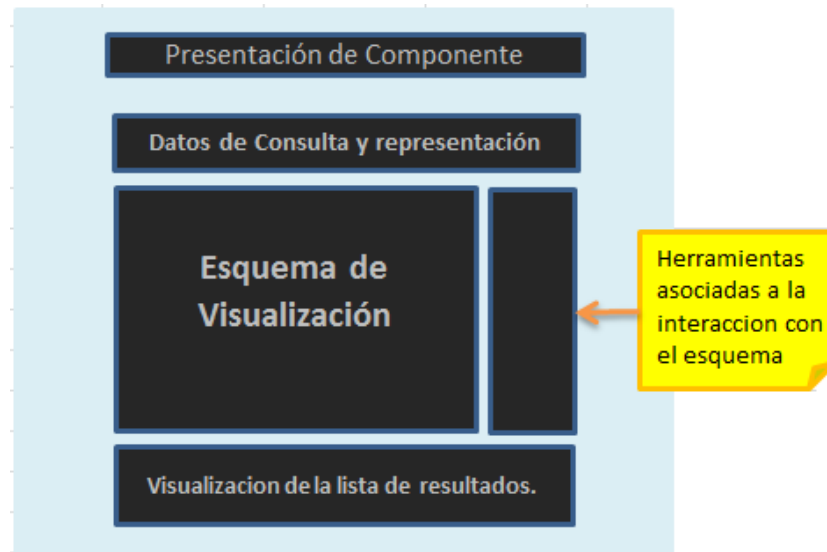 Presentación de Componente
Datos de Consulta y representación
Esquema de
Visualización
Herramientas
asociadas a la
interaccion con
el esquema
Visualizacion de la lista de resultados.